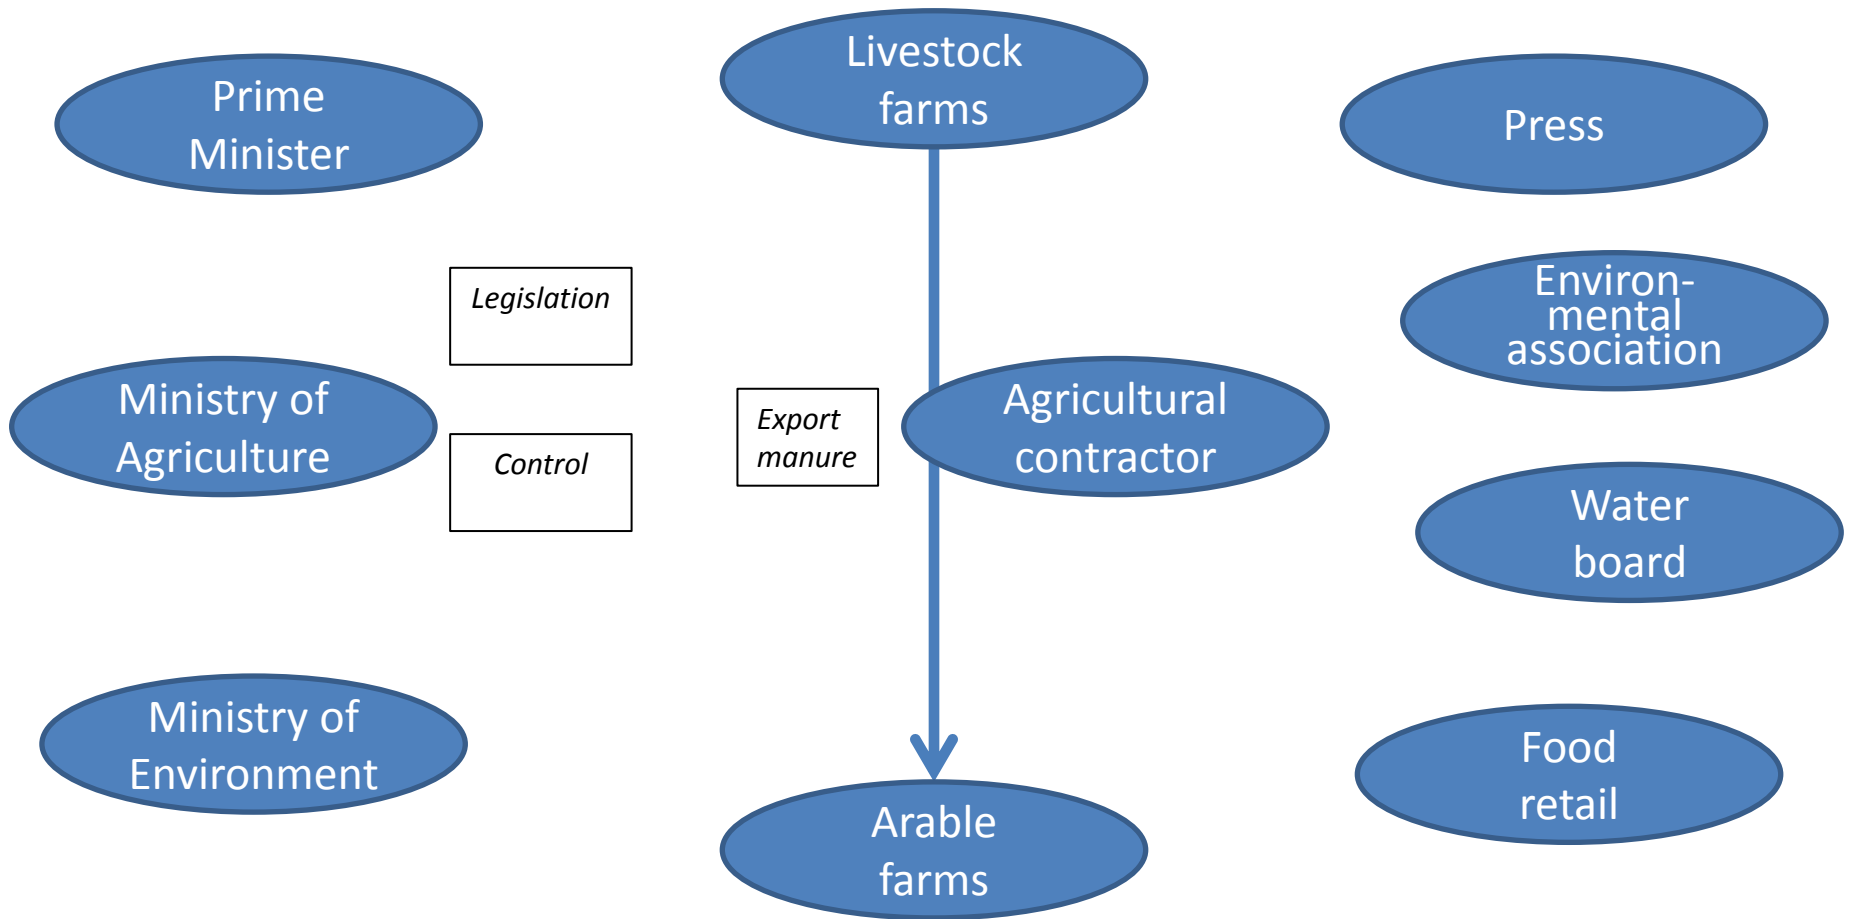 Prime
Minister
Livestock
farms
Press
Legislation
Environ-
mental
association
Ministry of
Agriculture
Control
Export
manure
Agricultural
contractor
Water
board
Ministry of
Environment
Food
retail
Arable
farms